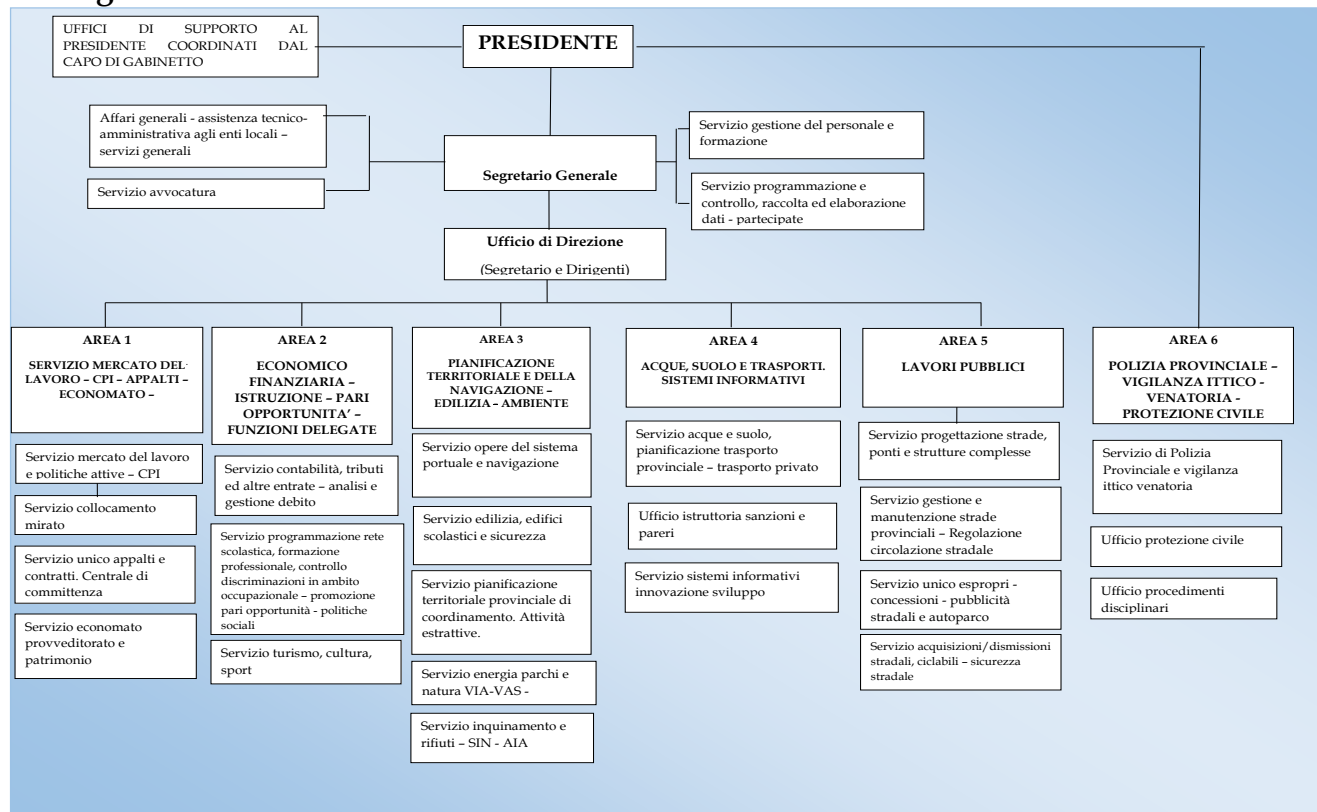 UFFICI DI SUPPORTO AL
PRESIDENTE COORDINATI DAL
CAPO DI GABINETTO
PRESIDENTE
Affari generali - assistenza tecnico-
amministrativa agli enti locali –
servizi generali
Servizio avvocatura
Segretario Generale
Servizio gestione del personale e
formazione
Servizio programmazione e
controllo, raccolta ed elaborazione
dati - partecipate
Ufficio di Direzione
(Segretario e Dirigenti)
AREA 1
SERVIZIO MERCATO DEL
LAVORO – CPI – APPALTI –
ECONOMATO –
Servizio mercato del lavoro
e politiche attive – CPI
Servizio collocamento
mirato
Servizio unico appalti e
contratti. Centrale di
committenza
Servizio economato
provveditorato e
patrimonio
AREA 2
ECONOMICO
FINANZIARIA –
ISTRUZIONE – PARI
OPPORTUNITA’ –
FUNZIONI DELEGATE
Servizio contabilità, tributi
ed altre entrate – analisi e
gestione debito
Servizio programmazione rete
scolastica, formazione
professionale, controllo
discriminazioni in ambito
occupazionale – promozione
pari opportunità - politiche
sociali
Servizio turismo, cultura,
sport
AREA 3
PIANIFICAZIONE
TERRITORIALE E DELLA
NAVIGAZIONE –
EDILIZIA – AMBIENTE
Servizio opere del sistema
portuale e navigazione
Servizio edilizia, edifici
scolastici e sicurezza
Servizio pianificazione
territoriale provinciale di
coordinamento. Attività
estrattive.
Servizio energia parchi e
natura VIA-VAS -
Servizio inquinamento e
rifiuti – SIN - AIA
AREA 4
ACQUE, SUOLO E TRASPORTI.
SISTEMI INFORMATIVI
Servizio acque e suolo,
pianificazione trasporto
provinciale – trasporto privato
Ufficio istruttoria sanzioni e
pareri
Servizio sistemi informativi
innovazione sviluppo
AREA 5
LAVORI PUBBLICI
Servizio progettazione strade,
ponti e strutture complesse
Servizio gestione e
manutenzione strade
provinciali – Regolazione
circolazione stradale
Servizio unico espropri -
concessioni - pubblicità
stradali e autoparco
Servizio acquisizioni/dismissioni
stradali, ciclabili – sicurezza
stradale
AREA 6
POLIZIA PROVINCIALE –
VIGILANZA ITTICO -
VENATORIA -
PROTEZIONE CIVILE
Servizio di Polizia
Provinciale e vigilanza
ittico venatoria
Ufficio protezione civile
Ufficio procedimenti
disciplinari